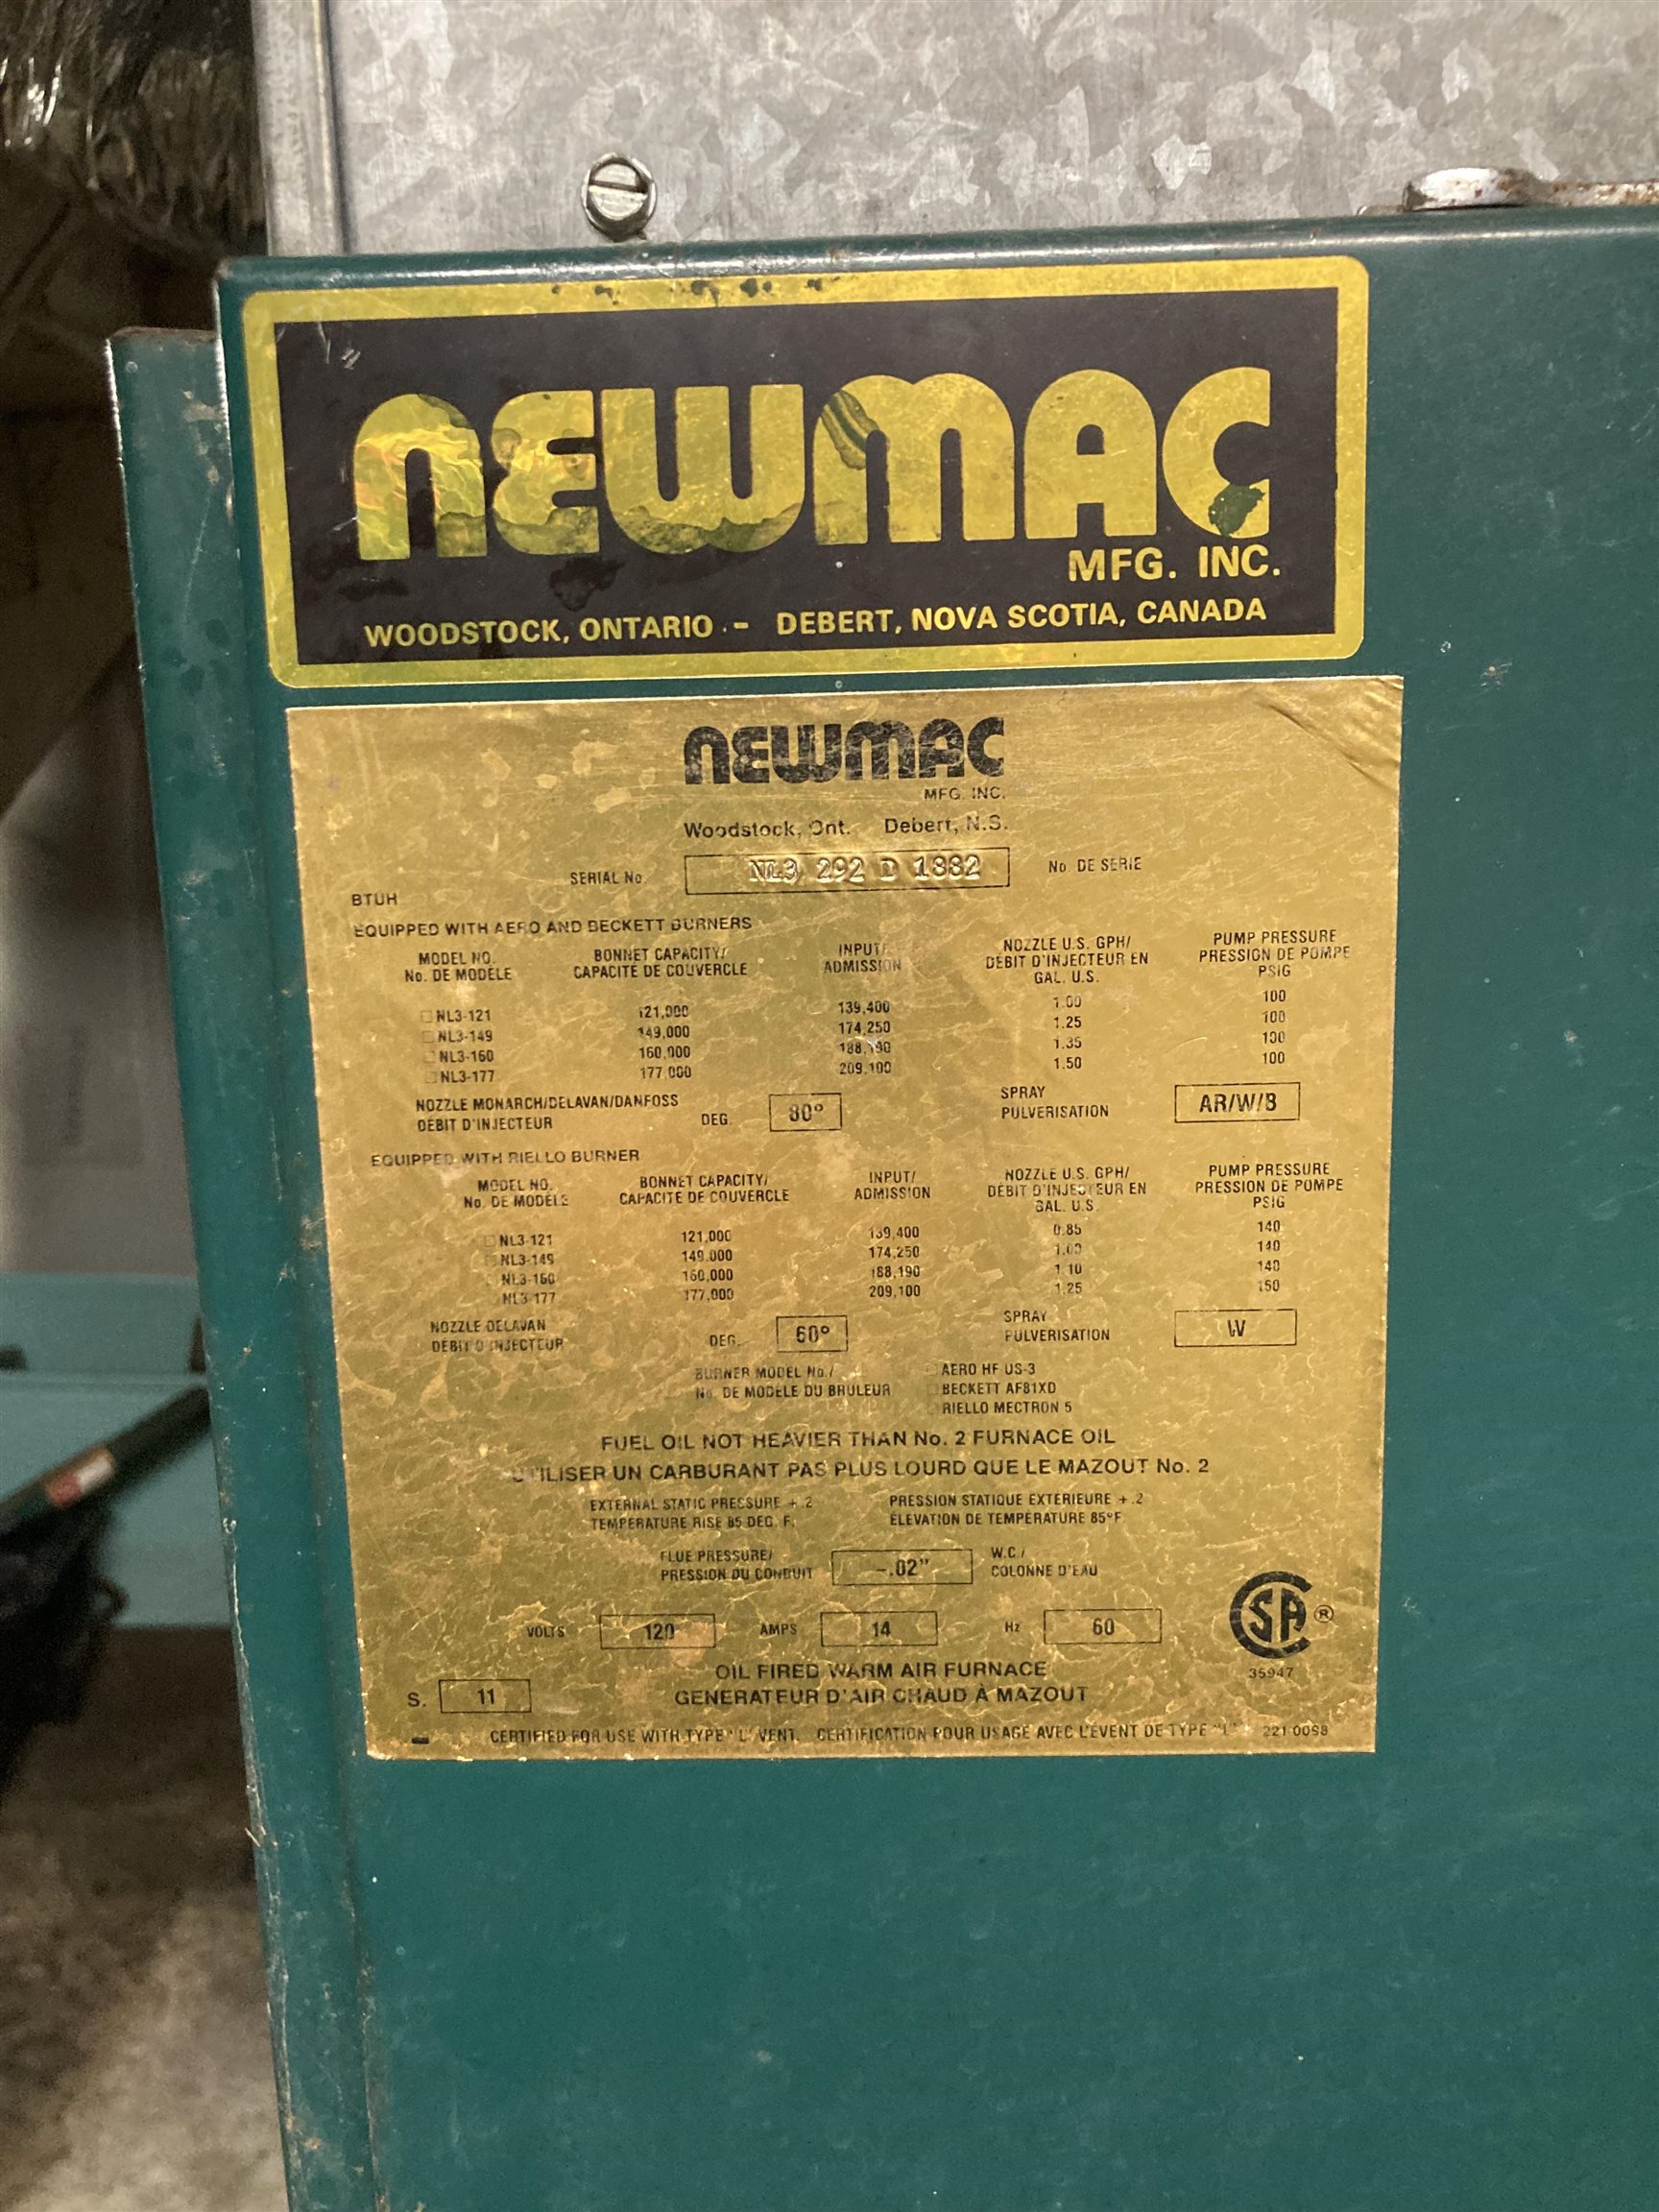 NEWMAC
MFG. INC.
WOODSTOCK, ONTARIO - DEBERT, NOVA SCOTIA, CANADA
NEWMAC
MFG. INC.
Woodstock, Ont. Debert, N.S.
SERIAL No. NL3 292 D 1882 No. DE SERIE
BTUH
EQUIPPED WITH AERO AND BECKETT BURNERS
MODEL NO. BONNET CAPACITY/ INPUT/ NOZZLE U.S. GPH/ PUMP PRESSURE
No. DE MODÈLE CAPACITE DE COUVERCLE ADMISSION DÉBIT D'INJECTEUR EN PRESSION DE POMPE
GAL. U.S. PSIG
NL3-121 121,000 139,400 1.00 100
NL3-149 149,000 174,250 1.25 100
NL3-160 160,000 188,190 1.35 100
NL3-177 177,000 209,100 1.50 100
NOZZLE MONARCH/DELAVAN/DANFOSS DEG. 80° SPRAY AR/W/B
DÉBIT D'INJECTEUR PULVERISATION
EQUIPPED WITH RIELLO BURNER
MODEL NO. BONNET CAPACITY/ INPUT/ NOZZLE U.S. GPH/ PUMP PRESSURE
No. DE MODÈLE CAPACITE DE COUVERCLE ADMISSION DÉBIT D'INJECTEUR EN PRESSION DE POMPE
GAL. U.S. PSIG
NL3-121 121,000 139,400 0.85 140
NL3-149 149,000 174,250 1.00 140
NL3-160 160,000 188,190 1.10 140
NL3-177 177,000 209,100 1.25 150
NOZZLE DELAVAN DEG. 60° SPRAY W
DÉBIT D'INJECTEUR PULVERISATION
BURNER MODEL No./ AERO HF US-3
No. DE MODÈLE DU BRULEUR BECKETT AF81XD
RIELLO MECTRON 5
FUEL OIL NOT HEAVIER THAN No. 2 FURNACE OIL
UTILISER UN CARBURANT PAS PLUS LOURD QUE LE MAZOUT No. 2
EXTERNAL STATIC PRESSURE + .2 PRESSION STATIQUE EXTERIEURE + .2
TEMPERATURE RISE 85 DEG. F. ÉLEVATION DE TEMPERATURE 85°F.
FLUE PRESSURE/ -.02" W.C./
PRESSION DU CONDUIT COLONNE D'EAU
VOLTS 120 AMPS 14 Hz 60 CSA ®
35947
OIL FIRED WARM AIR FURNACE
S. 11 GENERATEUR D'AIR CHAUD À MAZOUT
CERTIFIED FOR USE WITH TYPE "L" VENT. CERTIFICATION POUR USAGE AVEC L'ÉVENT DE TYPE "L" 221 0098